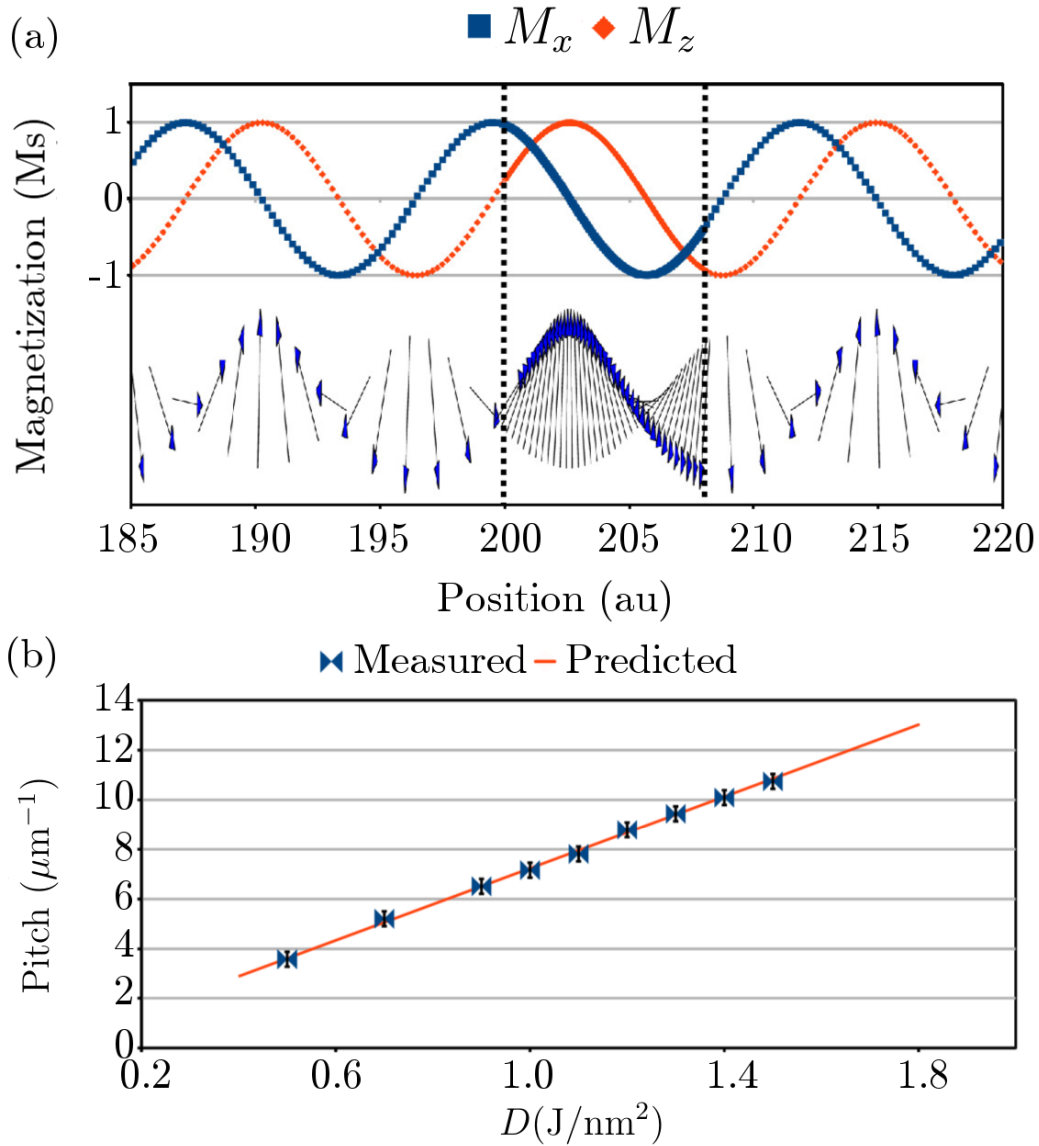 (a)
Mx Mz
Magnetization (Ms)
1
0
-1
185 190 195 200 205 210 215 220
Position (au)
(b)
Measured Predicted
Pitch (μm⁻¹)
14
12
10
8
6
4
2
0
0.2 0.6 1.0 1.4 1.8
D(J/nm²)